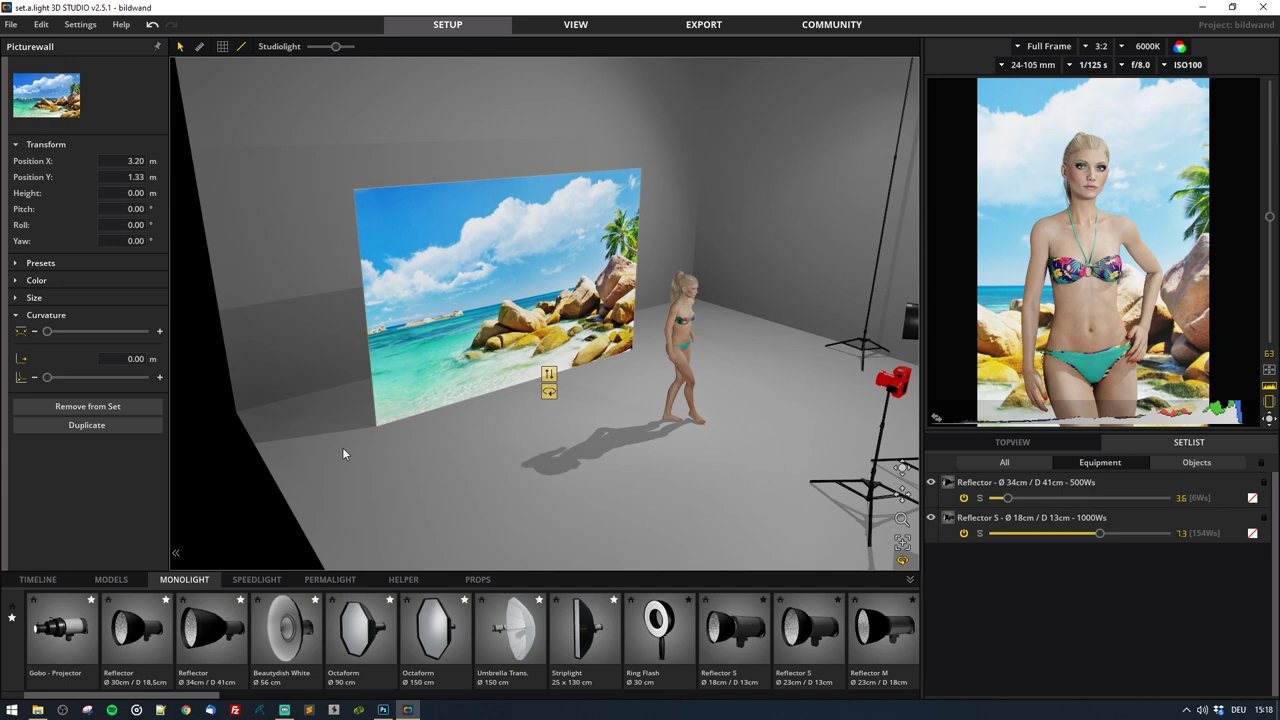 set.a.light 3D STUDIO v2.5.1 - bildwand
File Edit Settings Help SETUP VIEW EXPORT COMMUNITY Project: bildwand
Picturewall
Studiolight
Full Frame 3:2 6000K
24-105 mm 1/125 s f/8.0 ISO100
Transform
Position X: 3.20 m
Position Y: 1.33 m
Height: 0.00 m
Pitch: 0.00 °
Roll: 0.00 °
Yaw: 0.00 °
Presets
Color
Size
Curvature
0.00 m
Remove from Set
Duplicate
63
TOPVIEW SETLIST
All Equipment Objects
Reflector - Ø 34cm / D 41cm - 500Ws
S 3.6 [6Ws]
Reflector S - Ø 18cm / D 13cm - 1000Ws
S 7.3 [154Ws]
TIMELINE MODELS MONOLIGHT SPEEDLIGHT PERMALIGHT HELPER PROPS
Gobo - Projector
Reflector
Ø 30cm / D 18,5cm
Reflector
Ø 34cm / D 41cm
Beautydish White
Ø 56 cm
Octaform
Ø 90 cm
Octaform
Ø 150 cm
Umbrella Trans.
Ø 150 cm
Striplight
25 x 130 cm
Ring Flash
Ø 30 cm
Reflector S
Ø 18cm / D 13cm
Reflector S
Ø 23cm / D 13cm
Reflector M
Ø 23cm / D 18cm
DEU 15:18